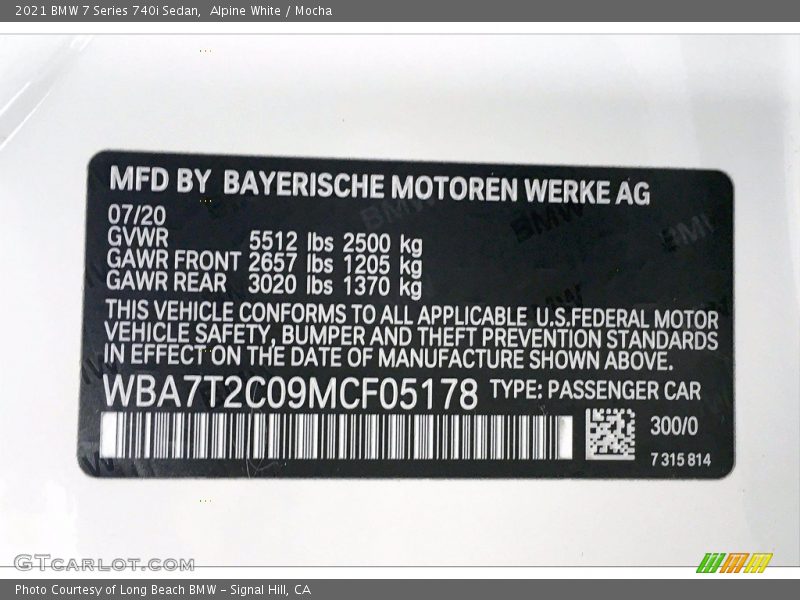 2021 BMW 7 Series 740i Sedan, Alpine White / Mocha
MFD BY BAYERISCHE MOTOREN WERKE AG
07/20
GVWR 5512 lbs 2500 kg
GAWR FRONT 2657 lbs 1205 kg
GAWR REAR 3020 lbs 1370 kg
THIS VEHICLE CONFORMS TO ALL APPLICABLE U.S.FEDERAL MOTOR
VEHICLE SAFETY, BUMPER AND THEFT PREVENTION STANDARDS
IN EFFECT ON THE DATE OF MANUFACTURE SHOWN ABOVE.
WBA7T2C09MCF05178 TYPE: PASSENGER CAR
300/0
7 315 814
GTCARLOT.COM
Photo Courtesy of Long Beach BMW – Signal Hill, CA